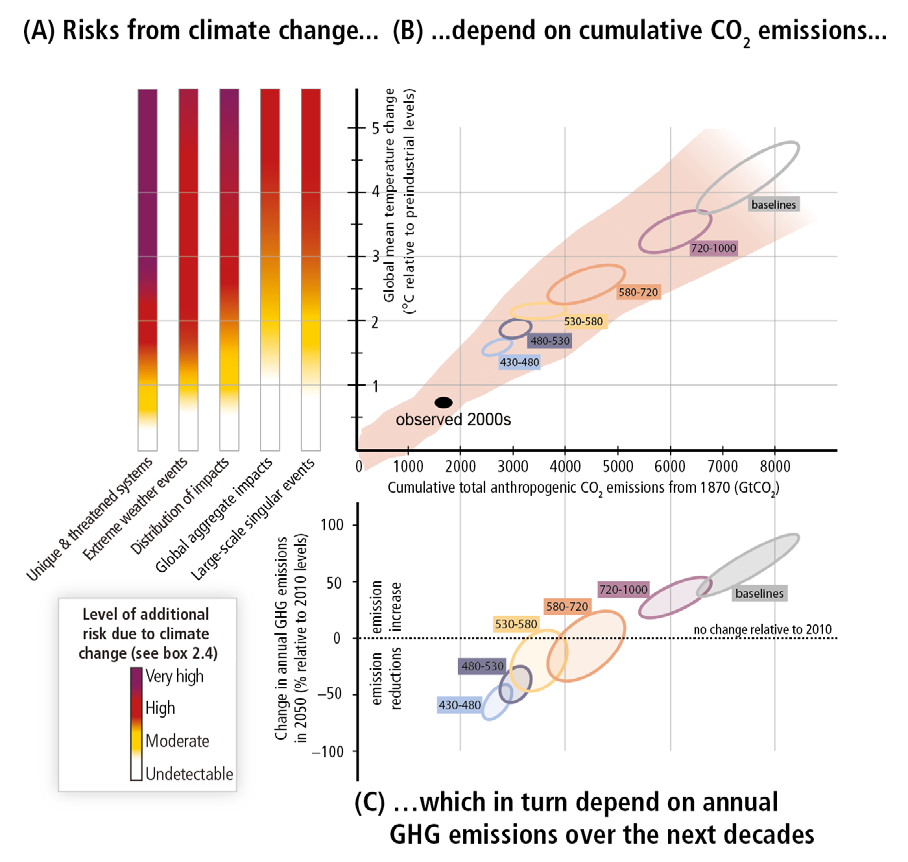 (A) Risks from climate change... (B) ...depend on cumulative CO₂ emissions...
Global mean temperature change
(°C relative to preindustrial levels)
5
4
3
2
1
baselines
720-1000
580-720
530-580
480-530
430-480
observed 2000s
0 1000 2000 3000 4000 5000 6000 7000 8000
Cumulative total anthropogenic CO₂ emissions from 1870 (GtCO₂)
Unique & threatened systems
Extreme weather events
Distribution of impacts
Global aggregate impacts
Large-scale singular events
Level of additional
risk due to climate
change (see box 2.4)
Very high
High
Moderate
Undetectable
Change in annual GHG emissions
in 2050 (% relative to 2010 levels)
100
50
0
−50
−100
emission
increase
emission
reductions
720-1000
baselines
580-720
530-580
no change relative to 2010
480-530
430-480
(C) ...which in turn depend on annual
GHG emissions over the next decades